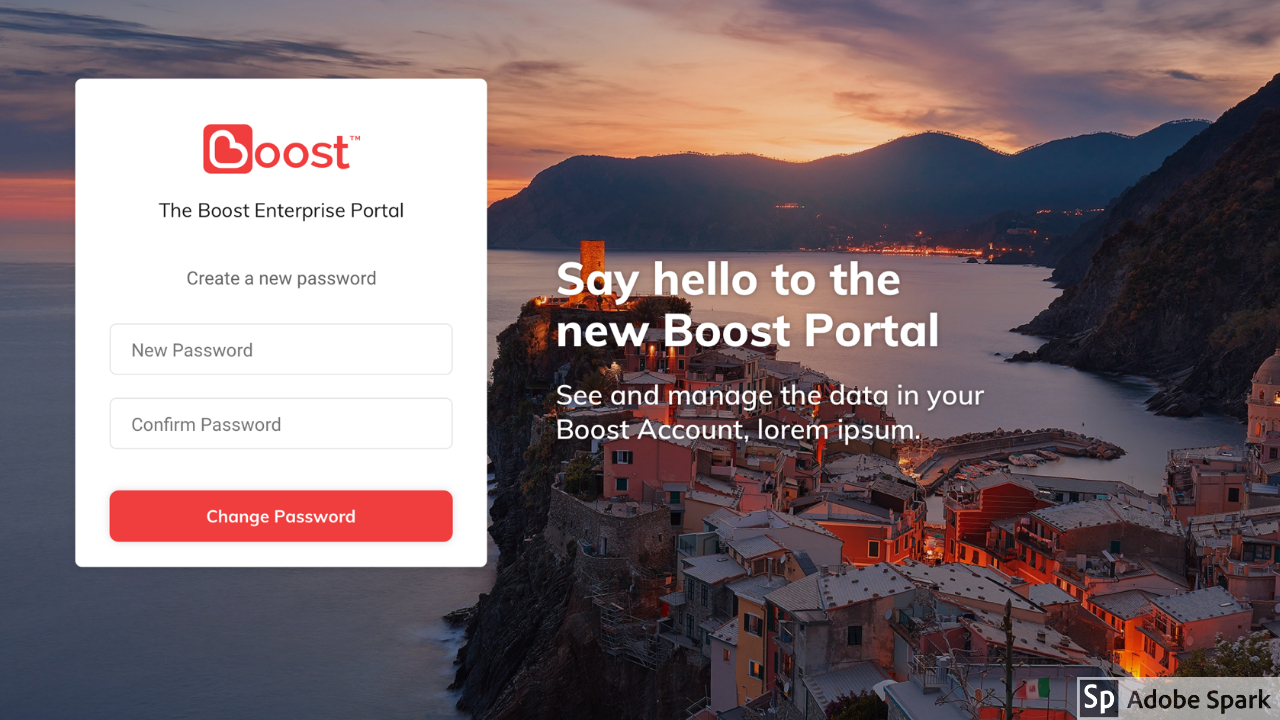 Boost™
The Boost Enterprise Portal
Create a new password
New Password
Confirm Password
Change Password
Say hello to the
new Boost Portal
See and manage the data in your
Boost Account, lorem ipsum.
Sp Adobe Spark